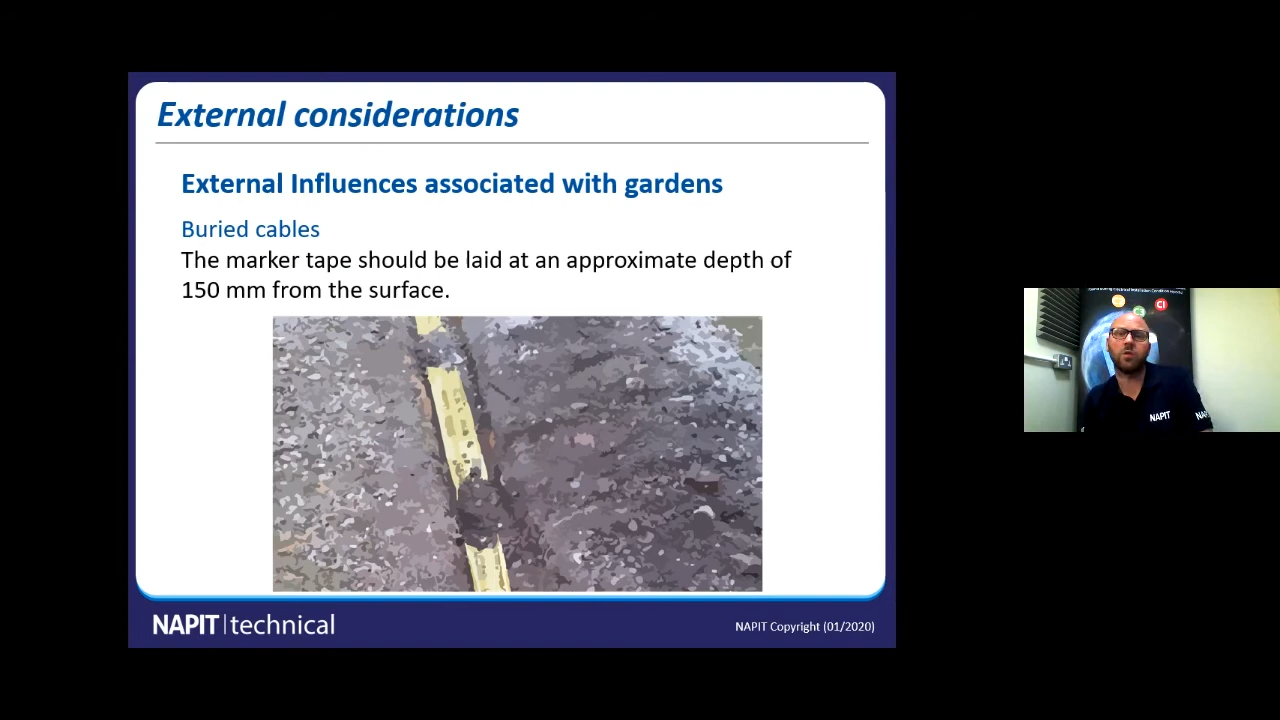 External considerations
External Influences associated with gardens
Buried cables
The marker tape should be laid at an approximate depth of
150 mm from the surface.
NAPIT technical
NAPIT Copyright (01/2020)
NAPIT